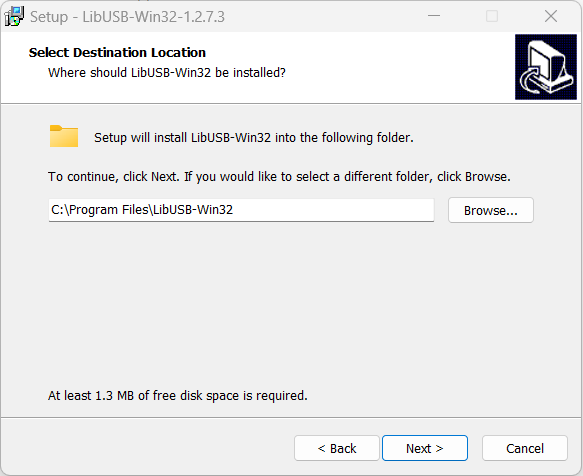 Setup - LibUSB-Win32-1.2.7.3
Select Destination Location
Where should LibUSB-Win32 be installed?
Setup will install LibUSB-Win32 into the following folder.
To continue, click Next. If you would like to select a different folder, click Browse.
C:\Program Files\LibUSB-Win32
Browse...
At least 1.3 MB of free disk space is required.
< Back
Next >
Cancel